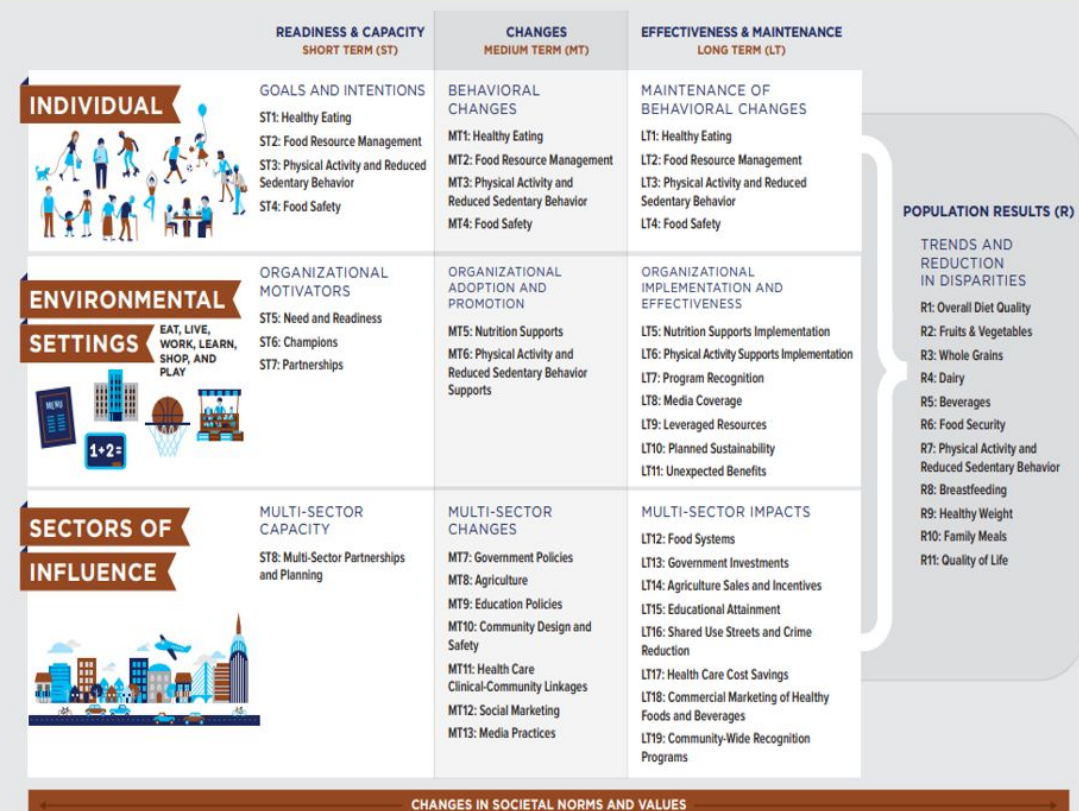 READINESS & CAPACITY
SHORT TERM (ST)
CHANGES
MEDIUM TERM (MT)
EFFECTIVENESS & MAINTENANCE
LONG TERM (LT)
INDIVIDUAL
GOALS AND INTENTIONS
ST1: Healthy Eating
ST2: Food Resource Management
ST3: Physical Activity and Reduced
Sedentary Behavior
ST4: Food Safety
BEHAVIORAL
CHANGES
MT1: Healthy Eating
MT2: Food Resource Management
MT3: Physical Activity and
Reduced Sedentary Behavior
MT4: Food Safety
MAINTENANCE OF
BEHAVIORAL CHANGES
LT1: Healthy Eating
LT2: Food Resource Management
LT3: Physical Activity and Reduced
Sedentary Behavior
LT4: Food Safety
ENVIRONMENTAL
SETTINGS
EAT, LIVE,
WORK, LEARN,
SHOP, AND
PLAY
MENU
1+2=
ORGANIZATIONAL
MOTIVATORS
ST5: Need and Readiness
ST6: Champions
ST7: Partnerships
ORGANIZATIONAL
ADOPTION AND
PROMOTION
MT5: Nutrition Supports
MT6: Physical Activity and
Reduced Sedentary Behavior
Supports
ORGANIZATIONAL
IMPLEMENTATION AND
EFFECTIVENESS
LT5: Nutrition Supports Implementation
LT6: Physical Activity Supports Implementation
LT7: Program Recognition
LT8: Media Coverage
LT9: Leveraged Resources
LT10: Planned Sustainability
LT11: Unexpected Benefits
SECTORS OF
INFLUENCE
MULTI-SECTOR
CAPACITY
ST8: Multi-Sector Partnerships
and Planning
MULTI-SECTOR
CHANGES
MT7: Government Policies
MT8: Agriculture
MT9: Education Policies
MT10: Community Design and
Safety
MT11: Health Care
Clinical-Community Linkages
MT12: Social Marketing
MT13: Media Practices
MULTI-SECTOR IMPACTS
LT12: Food Systems
LT13: Government Investments
LT14: Agriculture Sales and Incentives
LT15: Educational Attainment
LT16: Shared Use Streets and Crime
Reduction
LT17: Health Care Cost Savings
LT18: Commercial Marketing of Healthy
Foods and Beverages
LT19: Community-Wide Recognition
Programs
POPULATION RESULTS (R)
TRENDS AND
REDUCTION
IN DISPARITIES
R1: Overall Diet Quality
R2: Fruits & Vegetables
R3: Whole Grains
R4: Dairy
R5: Beverages
R6: Food Security
R7: Physical Activity and
Reduced Sedentary Behavior
R8: Breastfeeding
R9: Healthy Weight
R10: Family Meals
R11: Quality of Life
CHANGES IN SOCIETAL NORMS AND VALUES